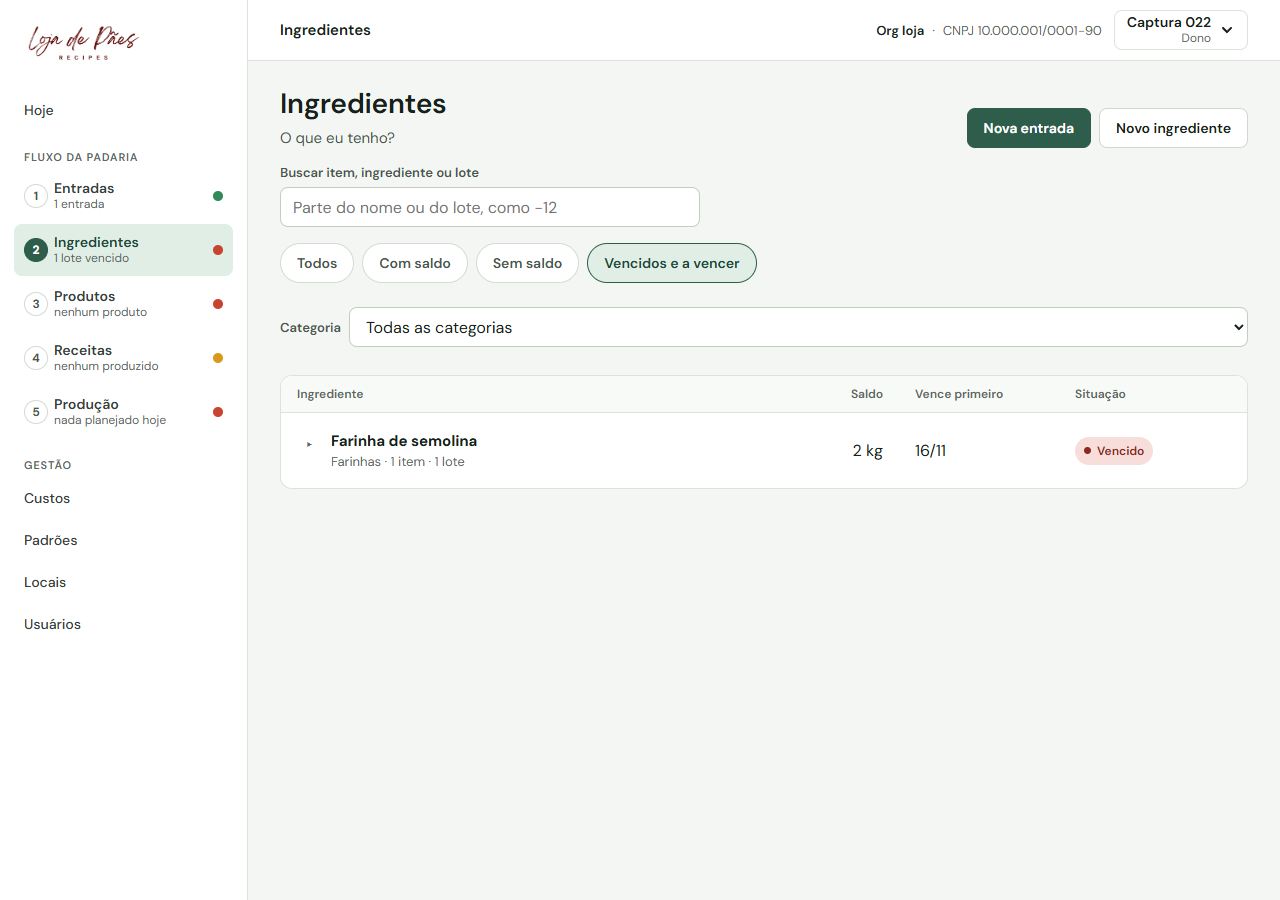 Loja de Pães
RECIPES
Hoje
FLUXO DA PADARIA
1
Entradas
1 entrada
2
Ingredientes
1 lote vencido
3
Produtos
nenhum produto
4
Receitas
nenhum produzido
5
Produção
nada planejado hoje
GESTÃO
Custos
Padrões
Locais
Usuários
Ingredientes
Org loja · CNPJ 10.000.001/0001-90
Captura 022
Dono
Ingredientes
O que eu tenho?
Nova entrada
Novo ingrediente
Buscar item, ingrediente ou lote
Parte do nome ou do lote, como -12
Todos
Com saldo
Sem saldo
Vencidos e a vencer
Categoria
Todas as categorias
Ingrediente Saldo Vence primeiro Situação
Farinha de semolina
Farinhas · 1 item · 1 lote
2 kg
16/11
Vencido